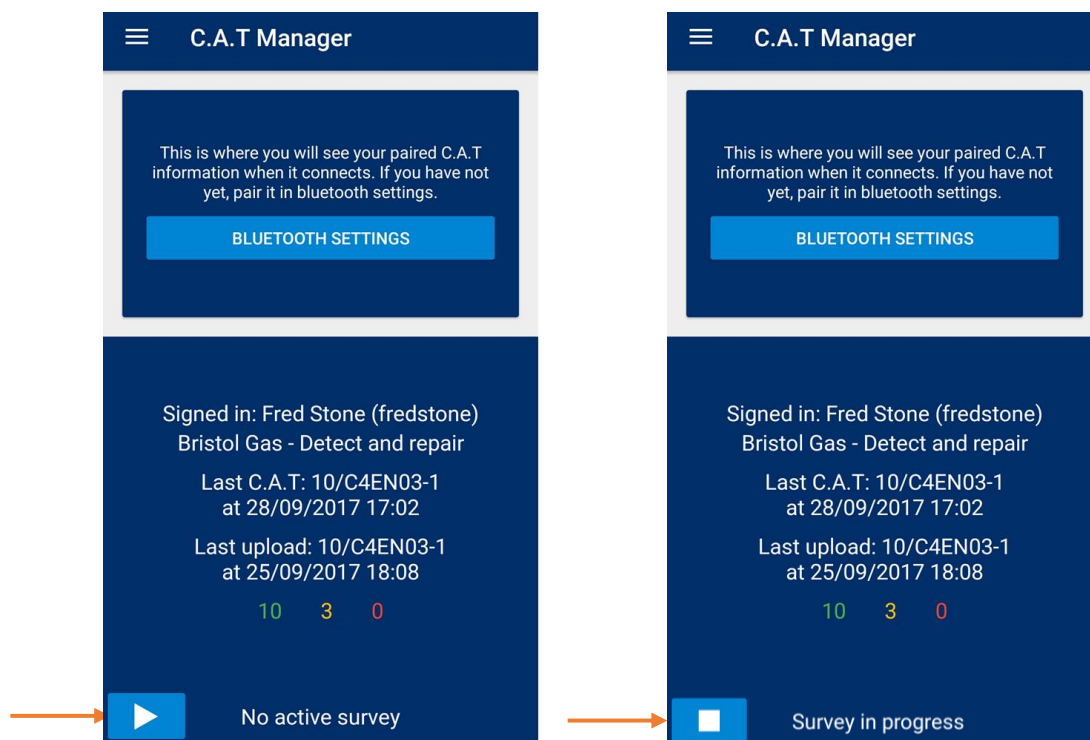 C.A.T Manager
This is where you will see your paired C.A.T
information when it connects. If you have not
yet, pair it in bluetooth settings.
BLUETOOTH SETTINGS
Signed in: Fred Stone (fredstone)
Bristol Gas - Detect and repair
Last C.A.T: 10/C4EN03-1
at 28/09/2017 17:02
Last upload: 10/C4EN03-1
at 25/09/2017 18:08
10 3 0
No active survey
C.A.T Manager
This is where you will see your paired C.A.T
information when it connects. If you have not
yet, pair it in bluetooth settings.
BLUETOOTH SETTINGS
Signed in: Fred Stone (fredstone)
Bristol Gas - Detect and repair
Last C.A.T: 10/C4EN03-1
at 28/09/2017 17:02
Last upload: 10/C4EN03-1
at 25/09/2017 18:08
10 3 0
Survey in progress